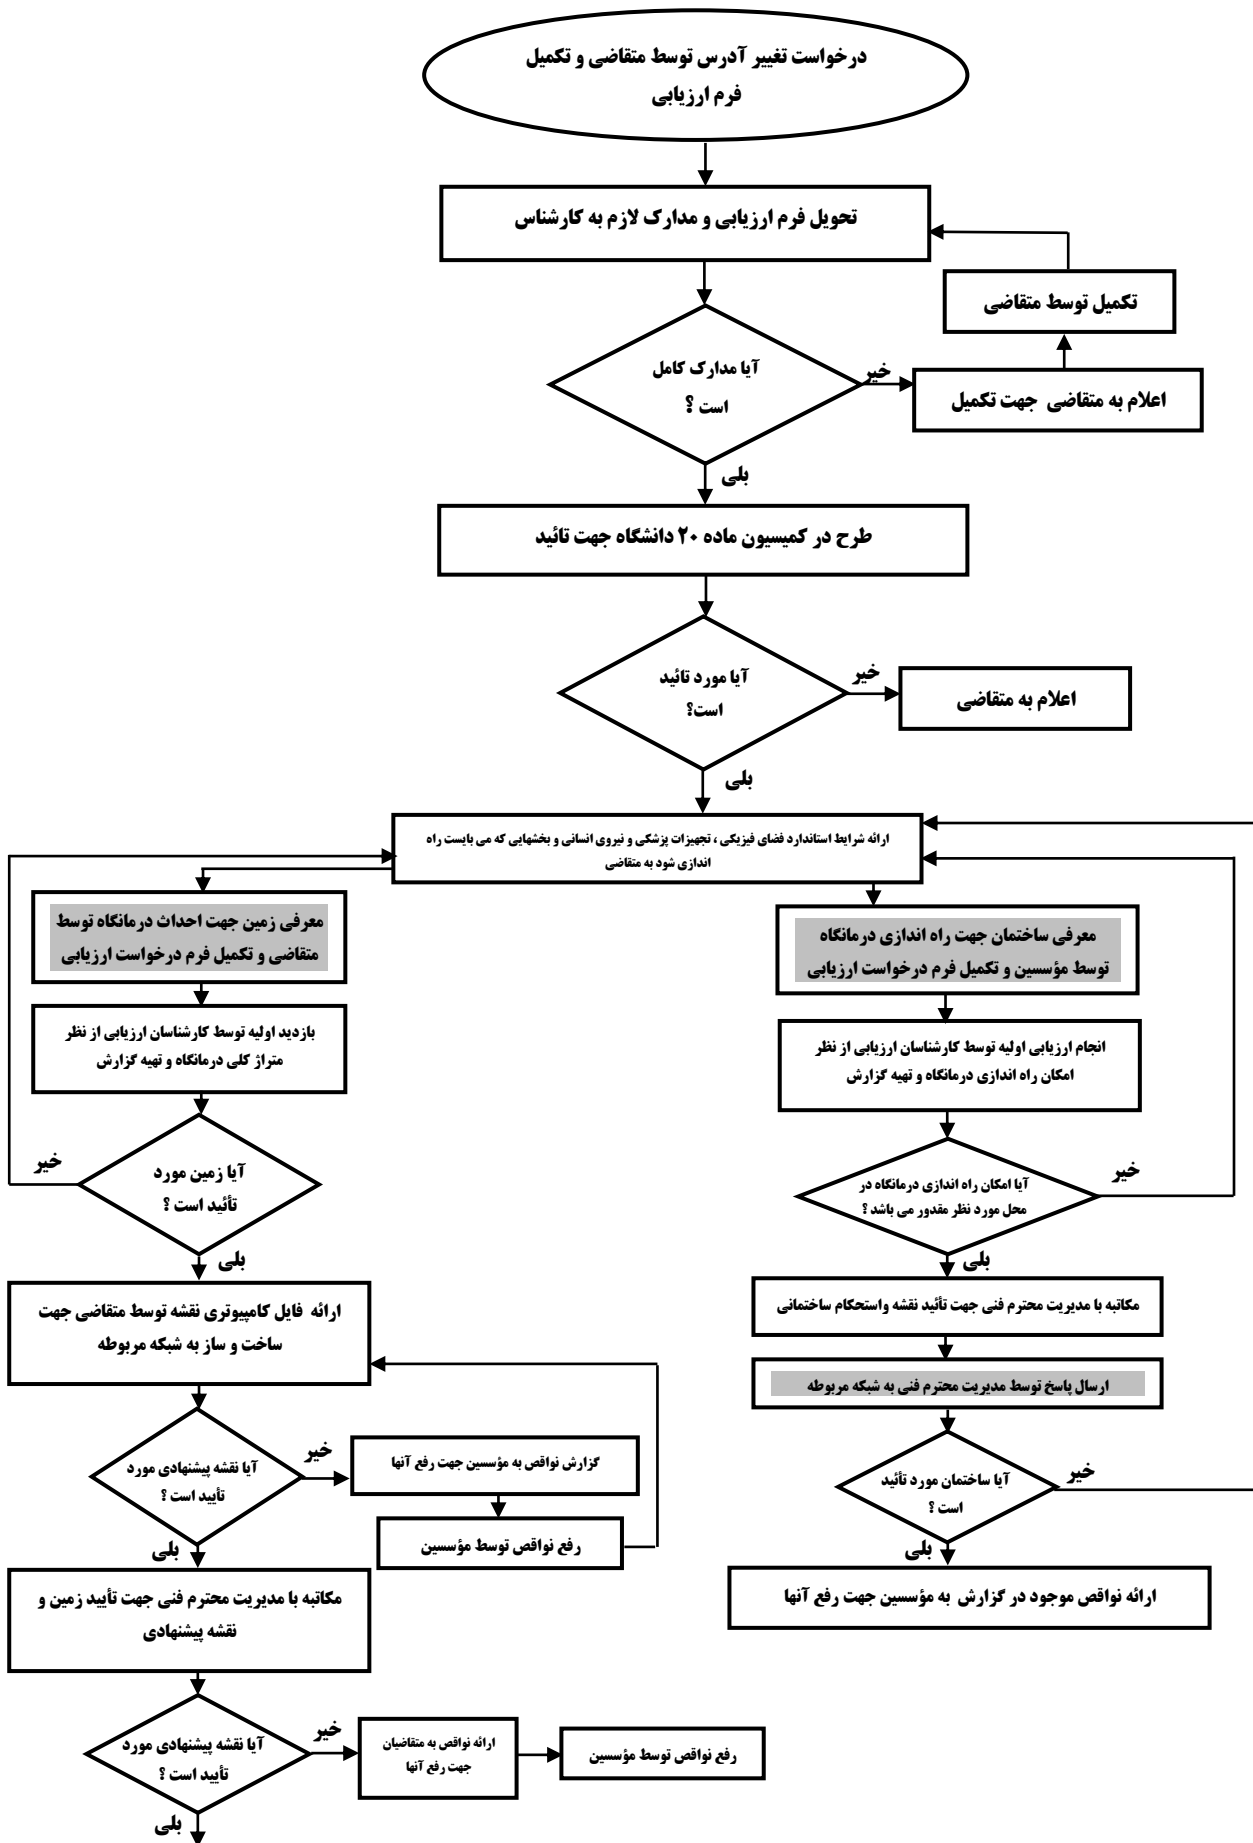 درخواست تغییر آدرس توسط متقاضی و تکمیل
فرم ارزیابی
تحویل فرم ارزیابی و مدارک لازم به کارشناس
تکمیل توسط متقاضی
آیا مدارک کامل
است ؟
خیر
اعلام به متقاضی جهت تکمیل
بلی
طرح در کمیسیون ماده ۲۰ دانشگاه جهت تائید
آیا مورد تائید
است؟
خیر
اعلام به متقاضی
بلی
ارائه شرایط استاندارد فضای فیزیکی ، تجهیزات پزشکی و نیروی انسانی و بخشهایی که می بایست راه
اندازی شود به متقاضی
معرفی ساختمان جهت راه اندازی درمانگاه
توسط مؤسسین و تکمیل فرم درخواست ارزیابی
انجام ارزیابی اولیه توسط کارشناسان ارزیابی از نظر
امکان راه اندازی درمانگاه و تهیه گزارش
آیا امکان راه اندازی درمانگاه در
محل مورد نظر مقدور می باشد ؟
خیر
بلی
مکاتبه با مدیریت محترم فنی جهت تأئید نقشه واستحکام ساختمانی
ارسال پاسخ توسط مدیریت محترم فنی به شبکه مربوطه
آیا ساختمان مورد تأئید
است ؟
خیر
بلی
ارائه نواقص موجود در گزارش به مؤسسین جهت رفع آنها
معرفی زمین جهت احداث درمانگاه توسط
متقاضی و تکمیل فرم درخواست ارزیابی
بازدید اولیه توسط کارشناسان ارزیابی از نظر
متراژ کلی درمانگاه و تهیه گزارش
آیا زمین مورد
تأئید است ؟
خیر
بلی
ارائه فایل کامپیوتری نقشه توسط متقاضی جهت
ساخت و ساز به شبکه مربوطه
آیا نقشه پیشنهادی مورد
تأیید است ؟
خیر
گزارش نواقص به مؤسسین جهت رفع آنها
رفع نواقص توسط مؤسسین
بلی
مکاتبه با مدیریت محترم فنی جهت تأیید زمین و
نقشه پیشنهادی
آیا نقشه پیشنهادی مورد
تأیید است ؟
خیر
ارائه نواقص به متقاضیان
جهت رفع آنها
رفع نواقص توسط مؤسسین
بلی